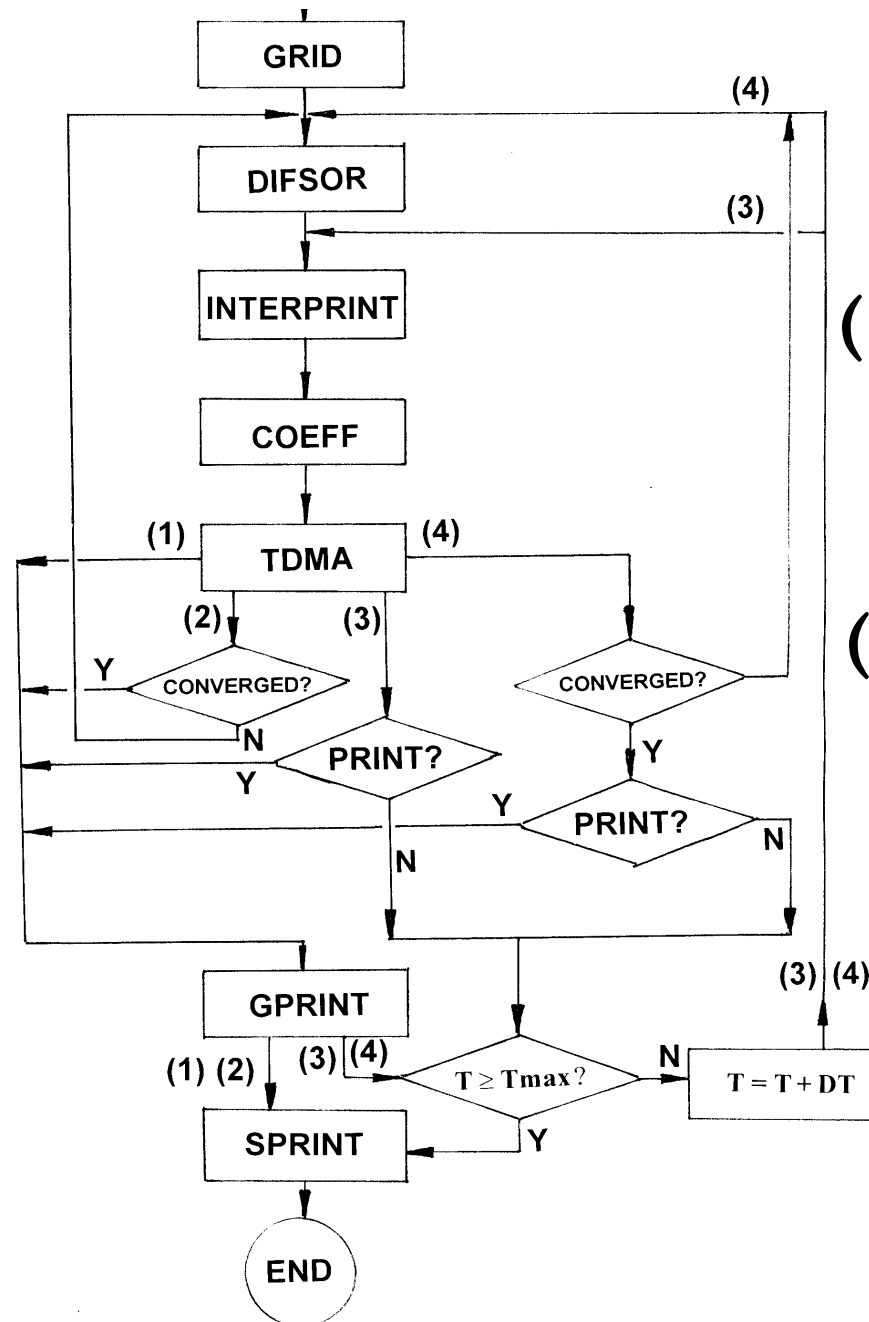 GRID
(4)
DIFSOR
(3)
INTERPRINT
(
COEFF
(1)
TDMA
(4)
(2)
(3)
(
Y
CONVERGED?
CONVERGED?
N
Y
PRINT?
Y
Y
PRINT?
N
N
(3) (4)
GPRINT
(1) (2)
(3) (4)
T ≥ Tmax?
N
T = T + DT
Y
SPRINT
END